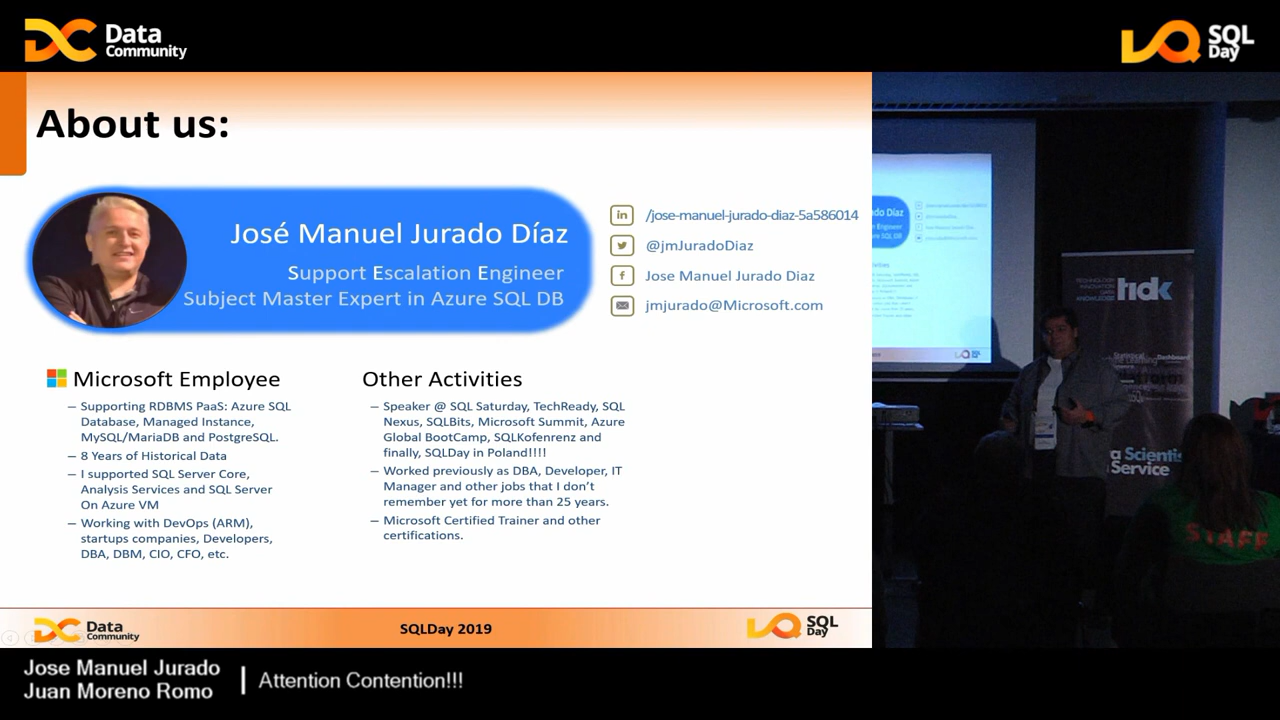 Data
Community
SQL
Day
About us:
José Manuel Jurado Díaz
Support Escalation Engineer
Subject Master Expert in Azure SQL DB
in /jose-manuel-jurado-diaz-5a586014
@jmJuradoDiaz
f Jose Manuel Jurado Diaz
jmjurado@Microsoft.com
Microsoft Employee
– Supporting RDBMS PaaS: Azure SQL
Database, Managed Instance,
MySQL/MariaDB and PostgreSQL.
– 8 Years of Historical Data
– I supported SQL Server Core,
Analysis Services and SQL Server
On Azure VM
– Working with DevOps (ARM),
startups companies, Developers,
DBA, DBM, CIO, CFO, etc.
Other Activities
– Speaker @ SQL Saturday, TechReady, SQL
Nexus, SQLBits, Microsoft Summit, Azure
Global BootCamp, SQLKofenrenz and
finally, SQLDay in Poland!!!!
– Worked previously as DBA, Developer, IT
Manager and other jobs that I don't
remember yet for more than 25 years.
– Microsoft Certified Trainer and other
certifications.
Data
Community
SQLDay 2019
SQL
Day
TECHNOLOGY
INNOVATION
DATA
KNOWLEDGE
tidk
a Scientis
Service
STAFF
Jose Manuel Jurado
Juan Moreno Romo
Attention Contention!!!